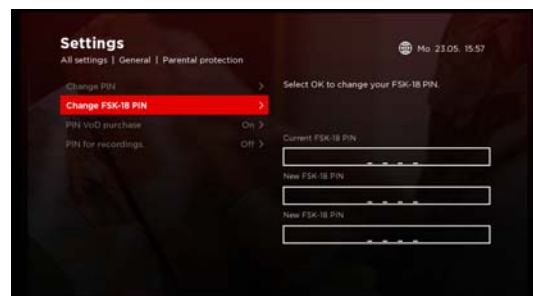 Settings
Mo 23.05. 15:57
All settings | General | Parental protection
Change PIN >
Select OK to change your FSK-18 PIN.
Change FSK-18 PIN >
PIN VoD purchase On >
PIN for recordings. Off >
Current FSK-18 PIN
_ _ _ _
New FSK-18 PIN
_ _ _ _
New FSK-18 PIN
_ _ _ _